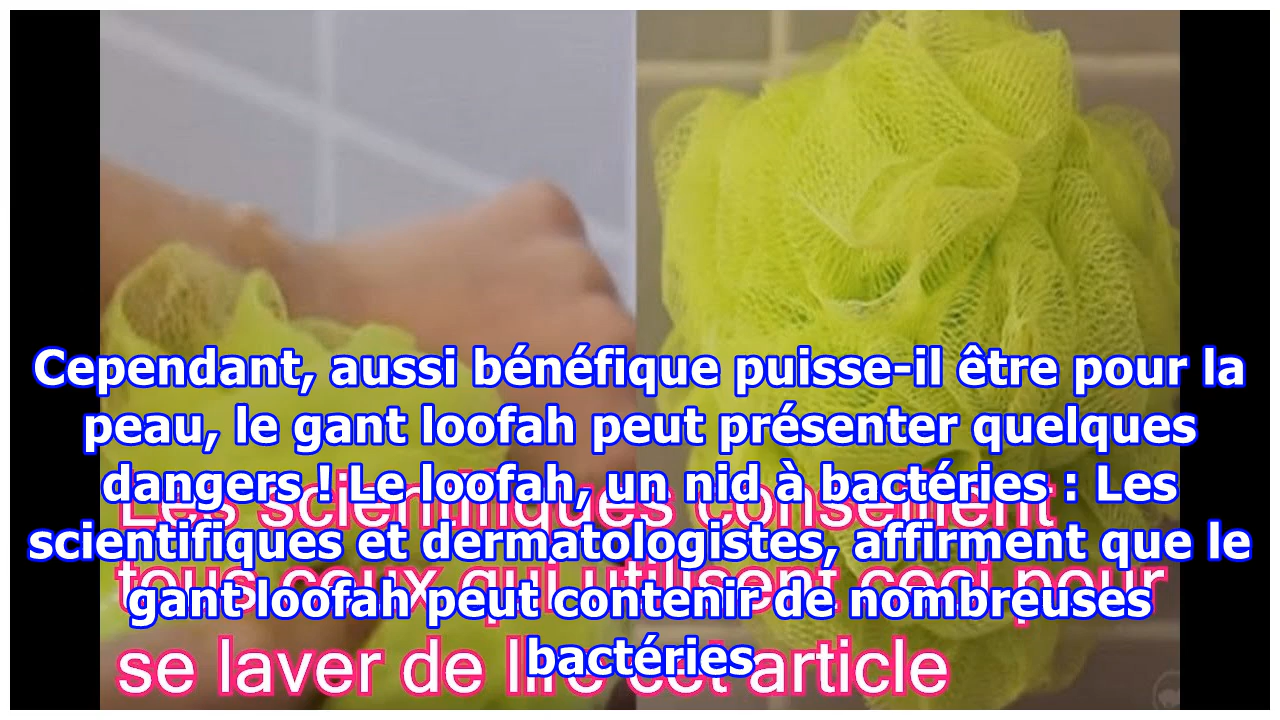 Cependant, aussi bénéfique puisse-il être pour la
peau, le gant loofah peut présenter quelques
dangers ! Le loofah, un nid à bactéries : Les
scientifiques et dermatologistes, affirment que le
gant loofah peut contenir de nombreuses
bactéries
Les scientifiques conseillent
tous ceux qui utilisent ceci pour
se laver de lire cet article